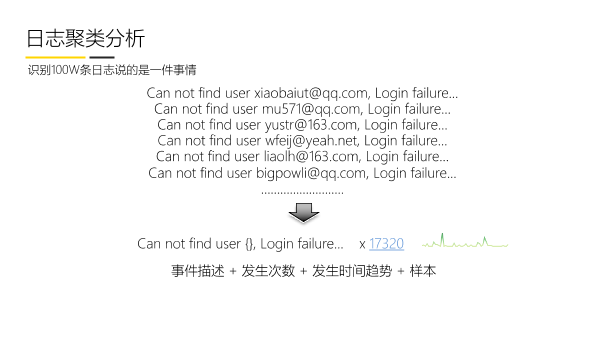 日志聚类分析
识别100W条日志说的是一件事情
Can not find user xiaobaiut@qq.com, Login failure...
Can not find user mu571@qq.com, Login failure...
Can not find user yustr@163.com, Login failure...
Can not find user wfeij@yeah.net, Login failure...
Can not find user liaolh@163.com, Login failure...
Can not find user bigpowli@qq.com, Login failure...
..........................
Can not find user {}, Login failure... x 17320
事件描述 + 发生次数 + 发生时间趋势 + 样本